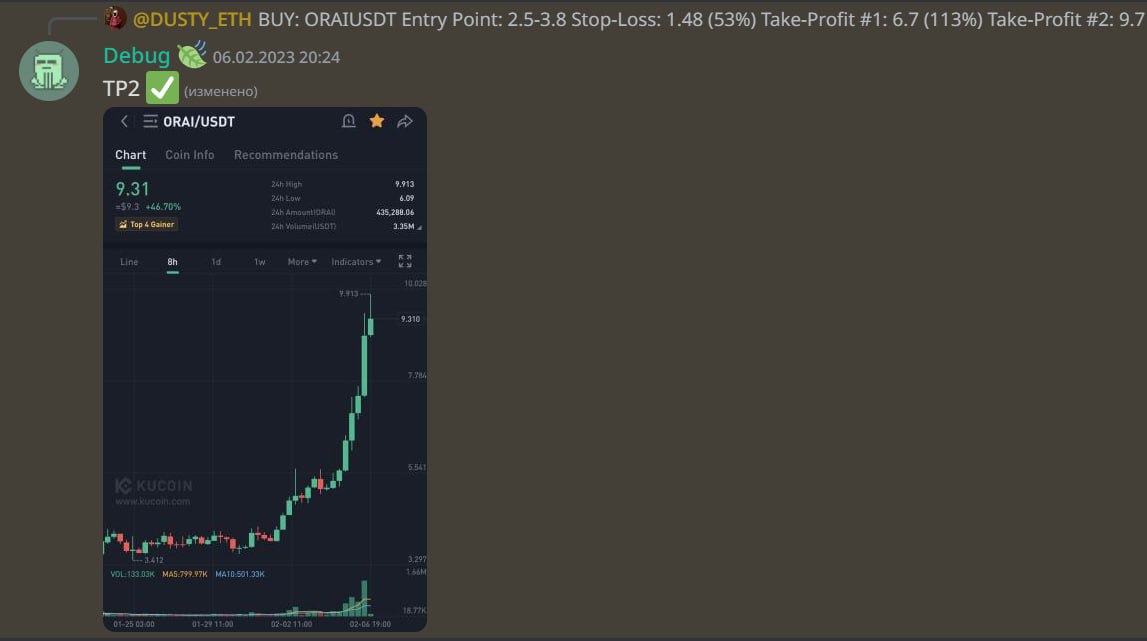 @DUSTY_ETH BUY: ORAIUSDT Entry Point: 2.5-3.8 Stop-Loss: 1.48 (53%) Take-Profit #1: 6.7 (113%) Take-Profit #2: 9.7
Debug 06.02.2023 20:24
TP2 ✅ (изменено)
ORAI/USDT
Chart Coin Info Recommendations
9.31
≈$9.3 +46.70%
Top 4 Gainer
24h High 9.913
24h Low 6.09
24h Amount(ORAI) 435,288.06
24h Volume(USDT) 3.35M
Line 8h 1d 1w More Indicators
10.028
9.913
9.310
7.784
5.541
KUCOIN
www.kucoin.com
3.412
3.297
VOL:133.03K MA5:799.97K MA10:501.33K
1.66M
18.77K
01-25 03:00 01-29 11:00 02-02 11:00 02-06 19:00